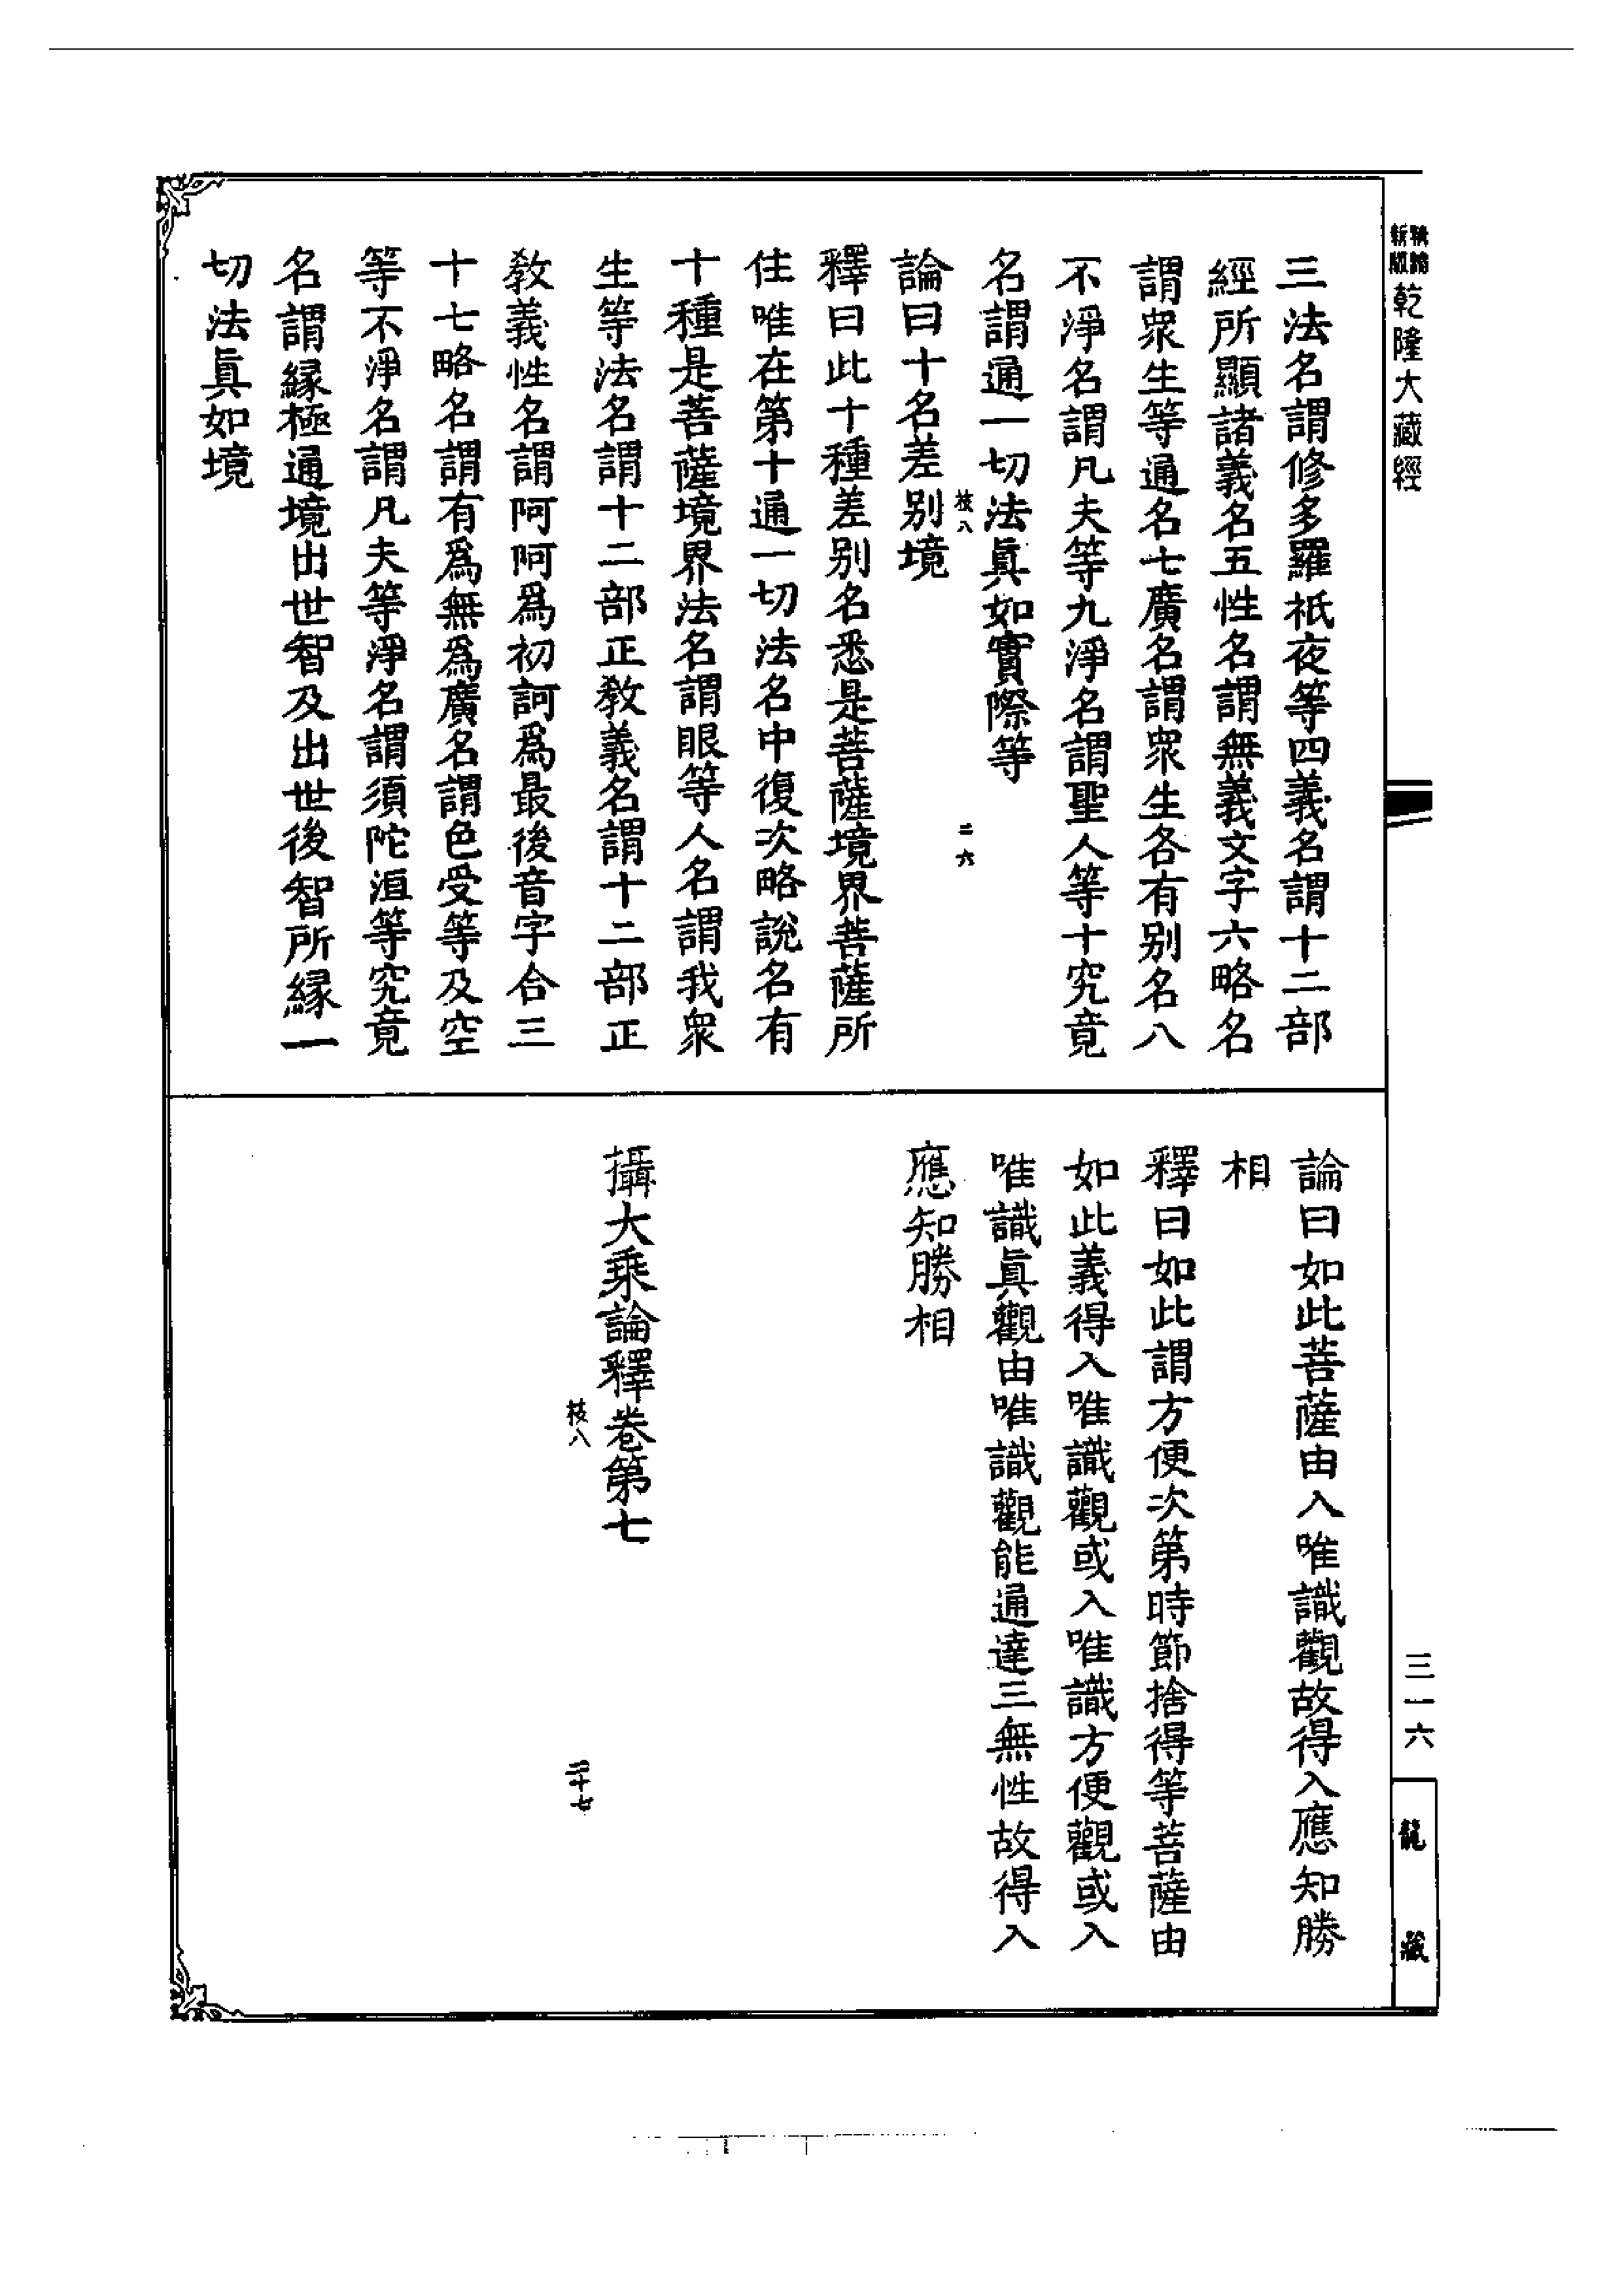 乾隆大藏經
三法名謂修多羅祇夜等四義名謂十二部
經所顯諸義名五性名謂無義文字六略名
謂衆生等通名七廣名謂衆生各有别名八
不淨名謂凡夫等九淨名謂聖人等十究竟
名謂通一切法眞如實際等
枝八
二六
論曰十名差别境
釋曰此十種差别名悉是菩薩境界菩薩所
住唯在第十通一切法名中復次略説名有
十種是菩薩境界法名謂眼等人名謂我衆
生等法名謂十二部正教義名謂十二部正
教義性名謂阿阿爲初訶爲最後音字合三
十七略名謂有爲無爲廣名謂色受等及空
等不淨名謂凡夫等淨名謂須陀洹等究竟
名謂縁極通境出世智及出世後智所縁一
切法眞如境
論曰如此菩薩由入唯識觀故得入應知勝
相
釋曰如此謂方便次第時節捨得等菩薩由
如此義得入唯識觀或入唯識方便觀或入
唯識眞觀由唯識觀能通達三無性故得入
應知勝相
攝大乘論釋卷第七
枝八
二十七
三一六
龍藏